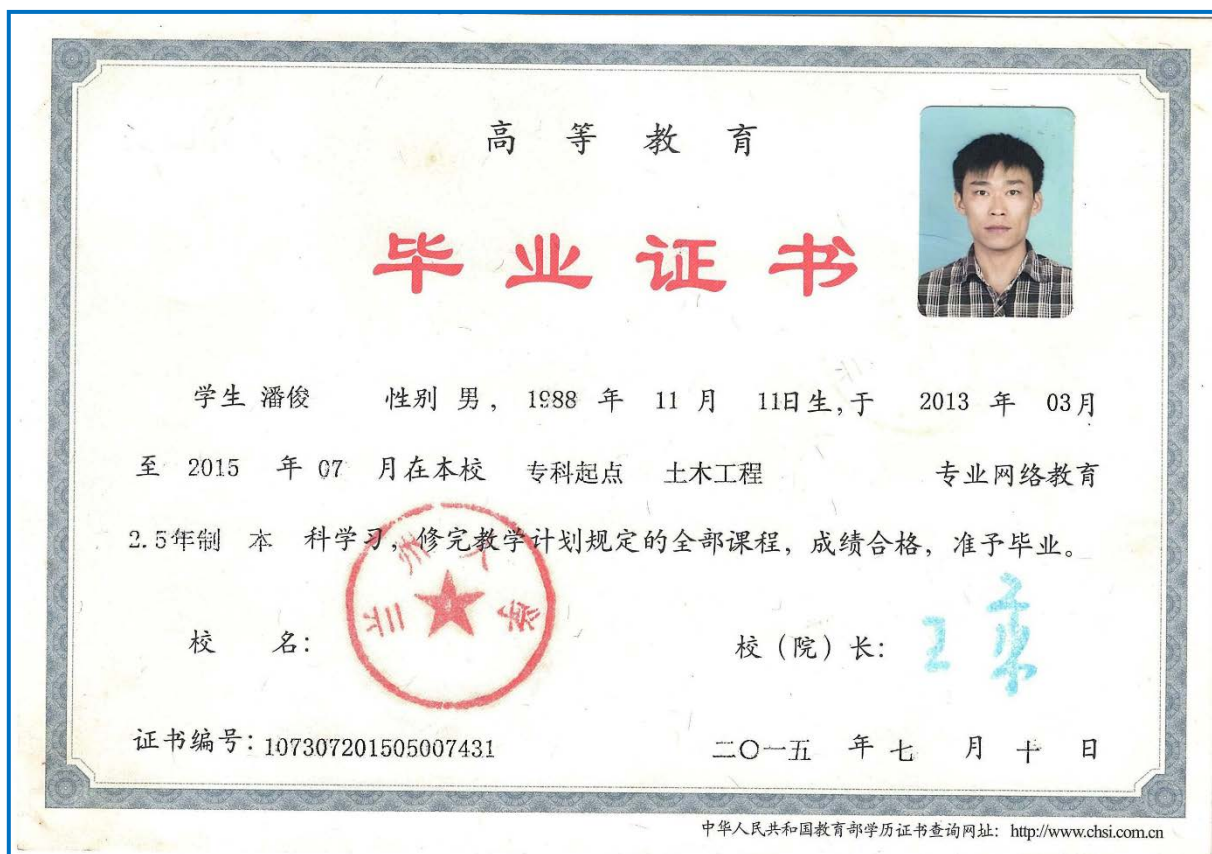 高等教育
毕业证书
学生 潘俊 性别 男, 1988 年 11 月 11日生,于 2013 年 03月
至 2015 年 07 月在本校 专科起点 土木工程 专业网络教育
2.5年制 本 科学习, 修完教学计划规定的全部课程, 成绩合格, 准予毕业。
兰州大学
校 名: 校(院)长:
证书编号: 107307201505007431 二〇一五 年 七 月 十 日
中华人民共和国教育部学历证书查询网址: http://www.chsi.com.cn